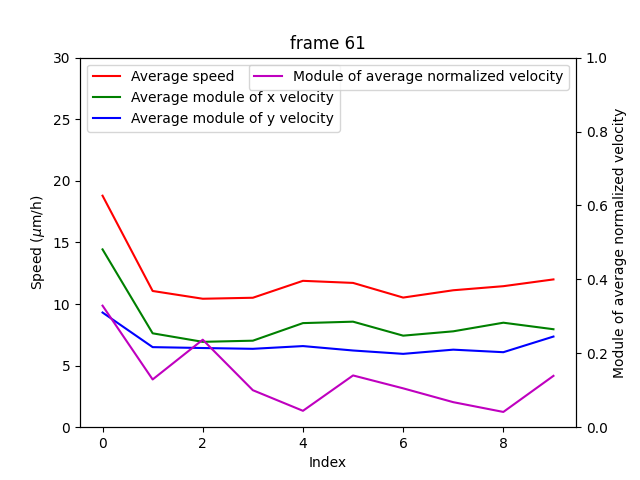 frame 61
Average speed
Average module of x velocity
Average module of y velocity
Module of average normalized velocity
Speed (μm/h)
30
25
20
15
10
5
0
1.0
0.8
0.6
0.4
0.2
0.0
Module of average normalized velocity
0 2 4 6 8
Index